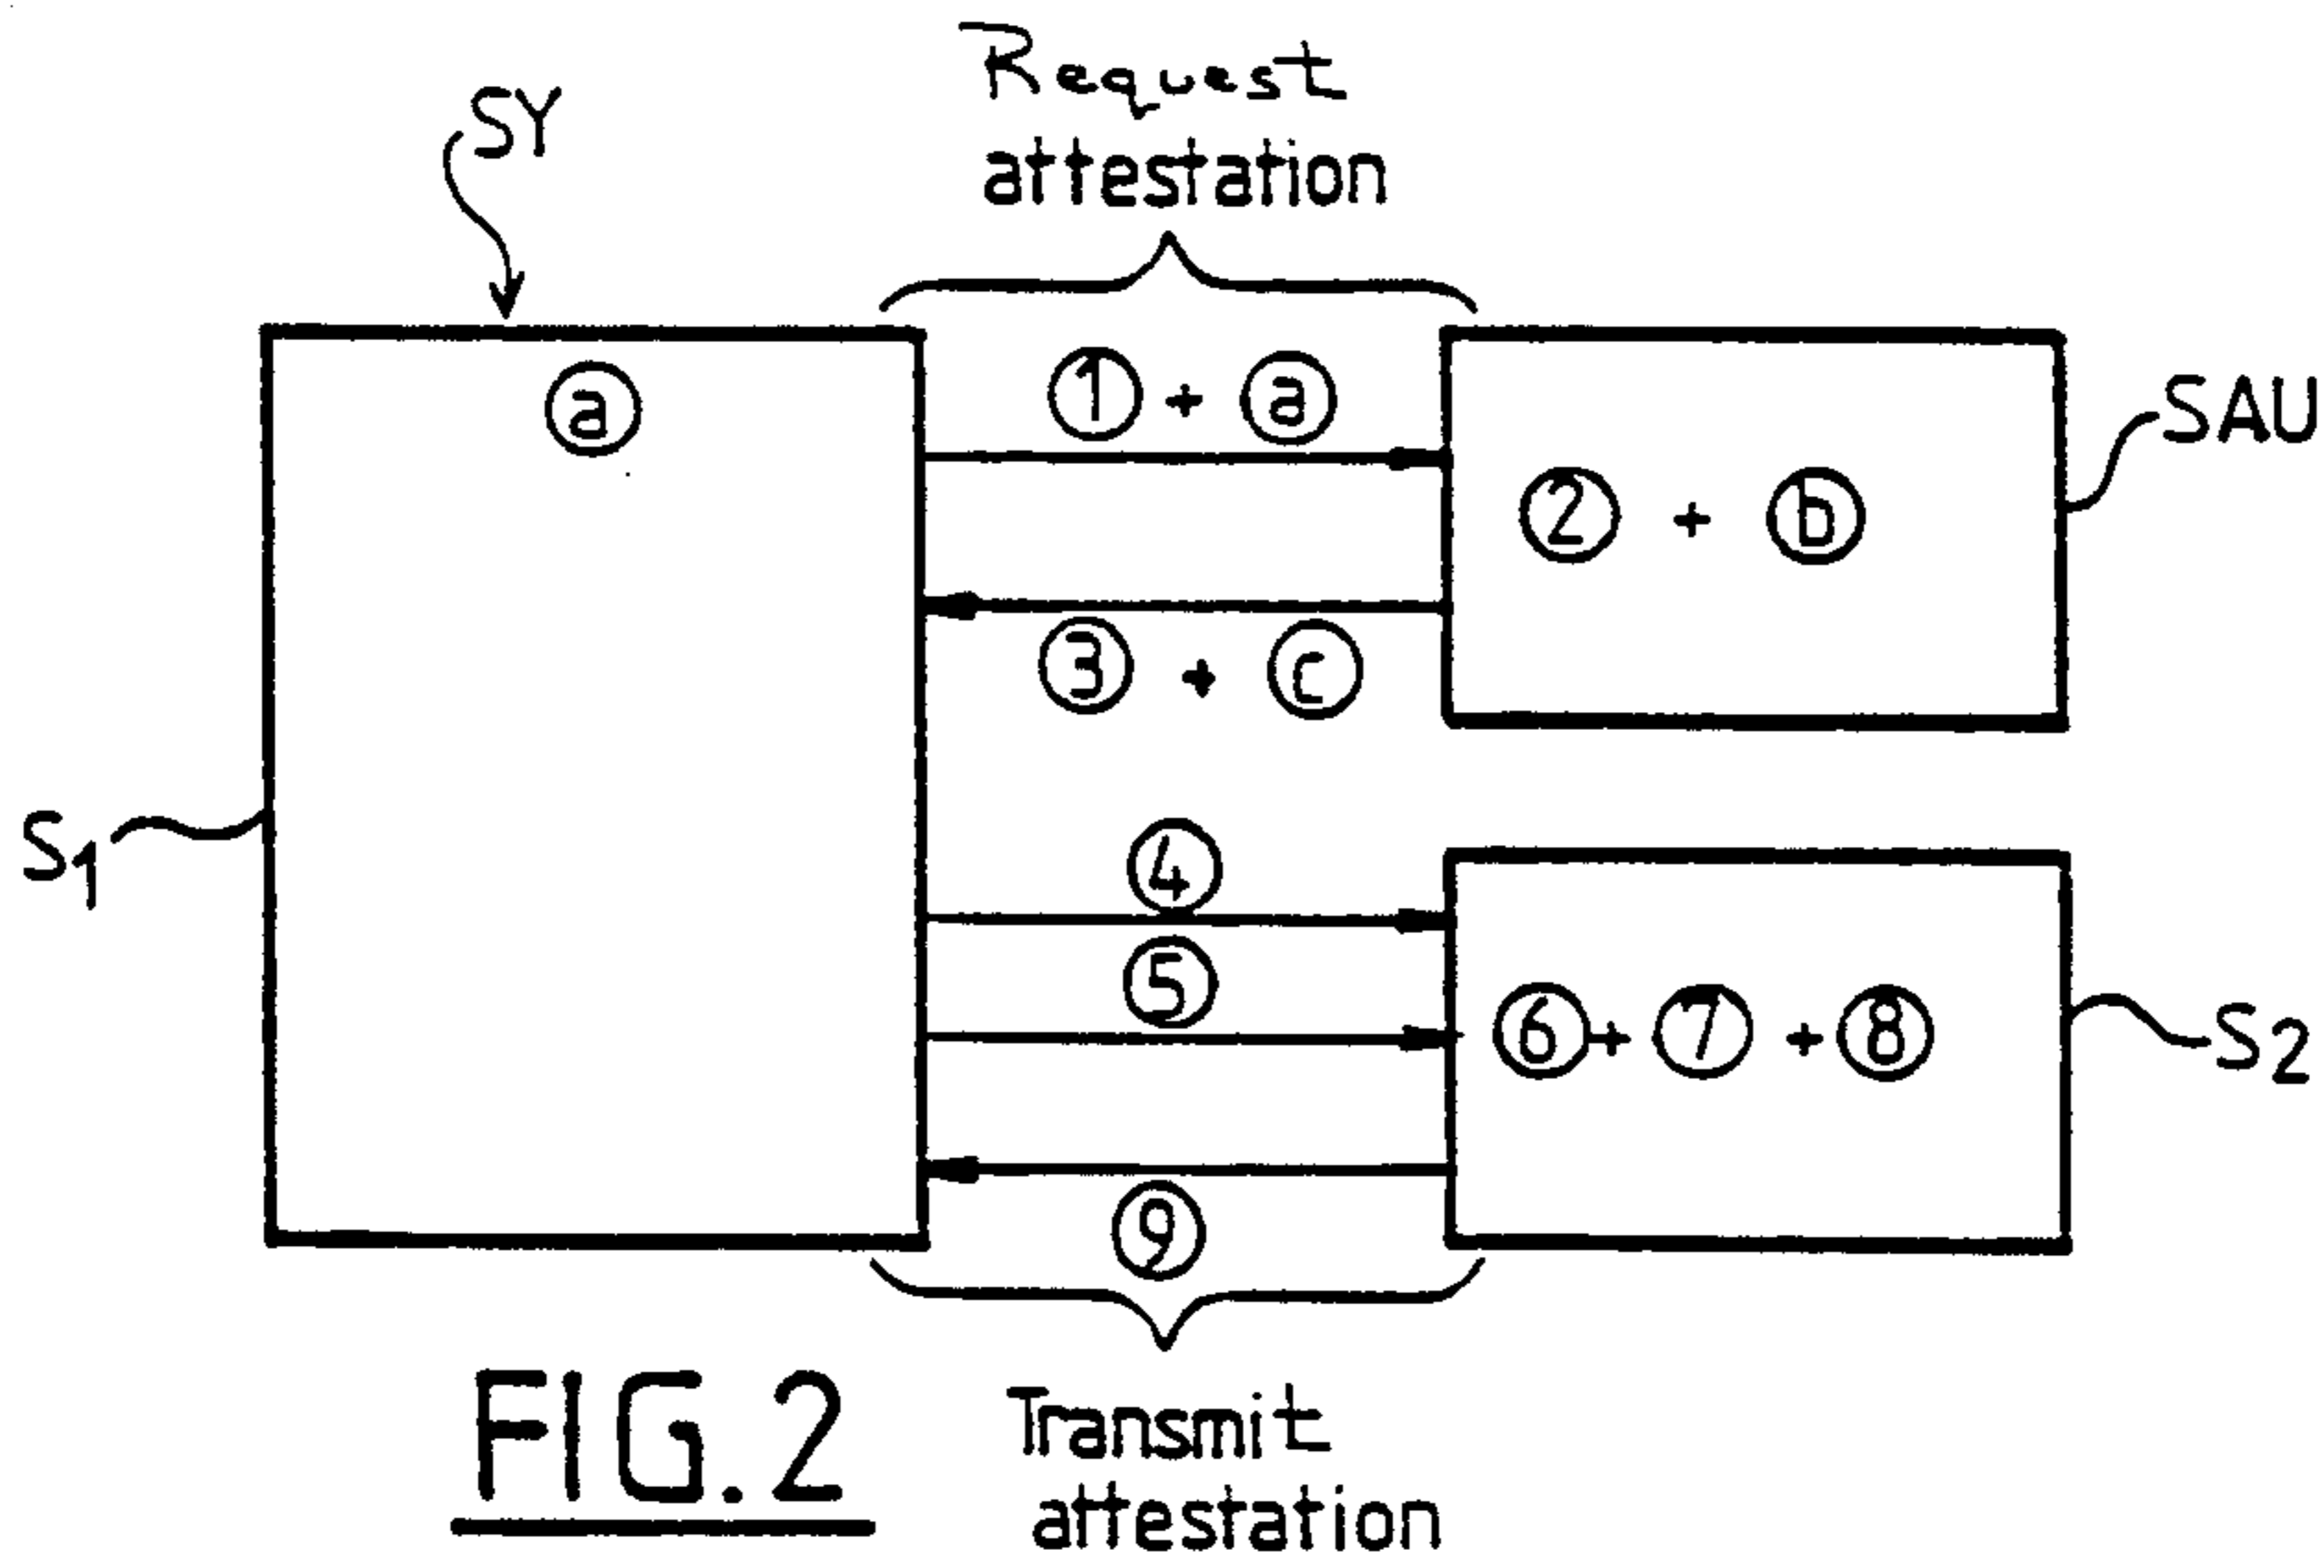 Request
attestation
SY
ⓐ
① + ⓐ
SAU
② + ⓑ
③ + ⓒ
S1
④
⑤
⑥ + ⑦ + ⑧
S2
⑨
FIG.2
Transmit
attestation